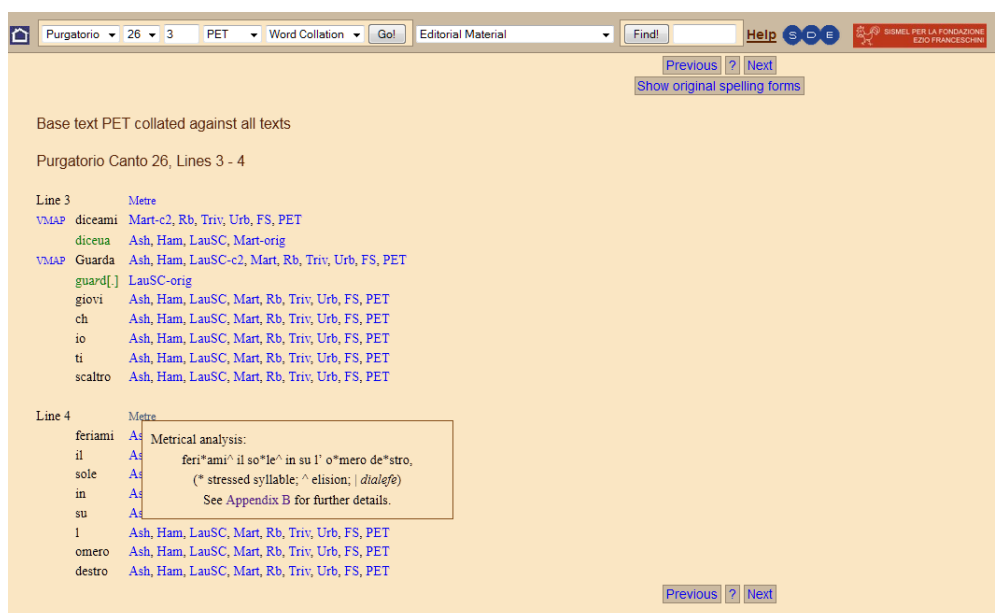 Purgatorio 26 3 PET Word Collation Go! Editorial Material Find! Help S D E SISMEL PER LA FONDAZIONE EZIO FRANCESCHINI
Previous ? Next
Show original spelling forms
Base text PET collated against all texts
Purgatorio Canto 26, Lines 3 - 4
Line 3 Metre
VMAP diceami Mart-c2, Rb, Triv, Urb, FS, PET
diceua Ash, Ham, LauSC, Mart-orig
VMAP Guarda Ash, Ham, LauSC-c2, Mart, Rb, Triv, Urb, FS, PET
guard[.] LauSC-orig
giovi Ash, Ham, LauSC, Mart, Rb, Triv, Urb, FS, PET
ch Ash, Ham, LauSC, Mart, Rb, Triv, Urb, FS, PET
io Ash, Ham, LauSC, Mart, Rb, Triv, Urb, FS, PET
ti Ash, Ham, LauSC, Mart, Rb, Triv, Urb, FS, PET
scaltro Ash, Ham, LauSC, Mart, Rb, Triv, Urb, FS, PET
Line 4 Metre
feriami As
il As
sole As
in As
su As
Metrical analysis:
feri*ami^ il so*le^ in su l' o*mero de*stro,
(* stressed syllable; ^ elision; | dialefe)
See Appendix B for further details.
l Ash, Ham, LauSC, Mart, Rb, Triv, Urb, FS, PET
omero Ash, Ham, LauSC, Mart, Rb, Triv, Urb, FS, PET
destro Ash, Ham, LauSC, Mart, Rb, Triv, Urb, FS, PET
Previous ? Next